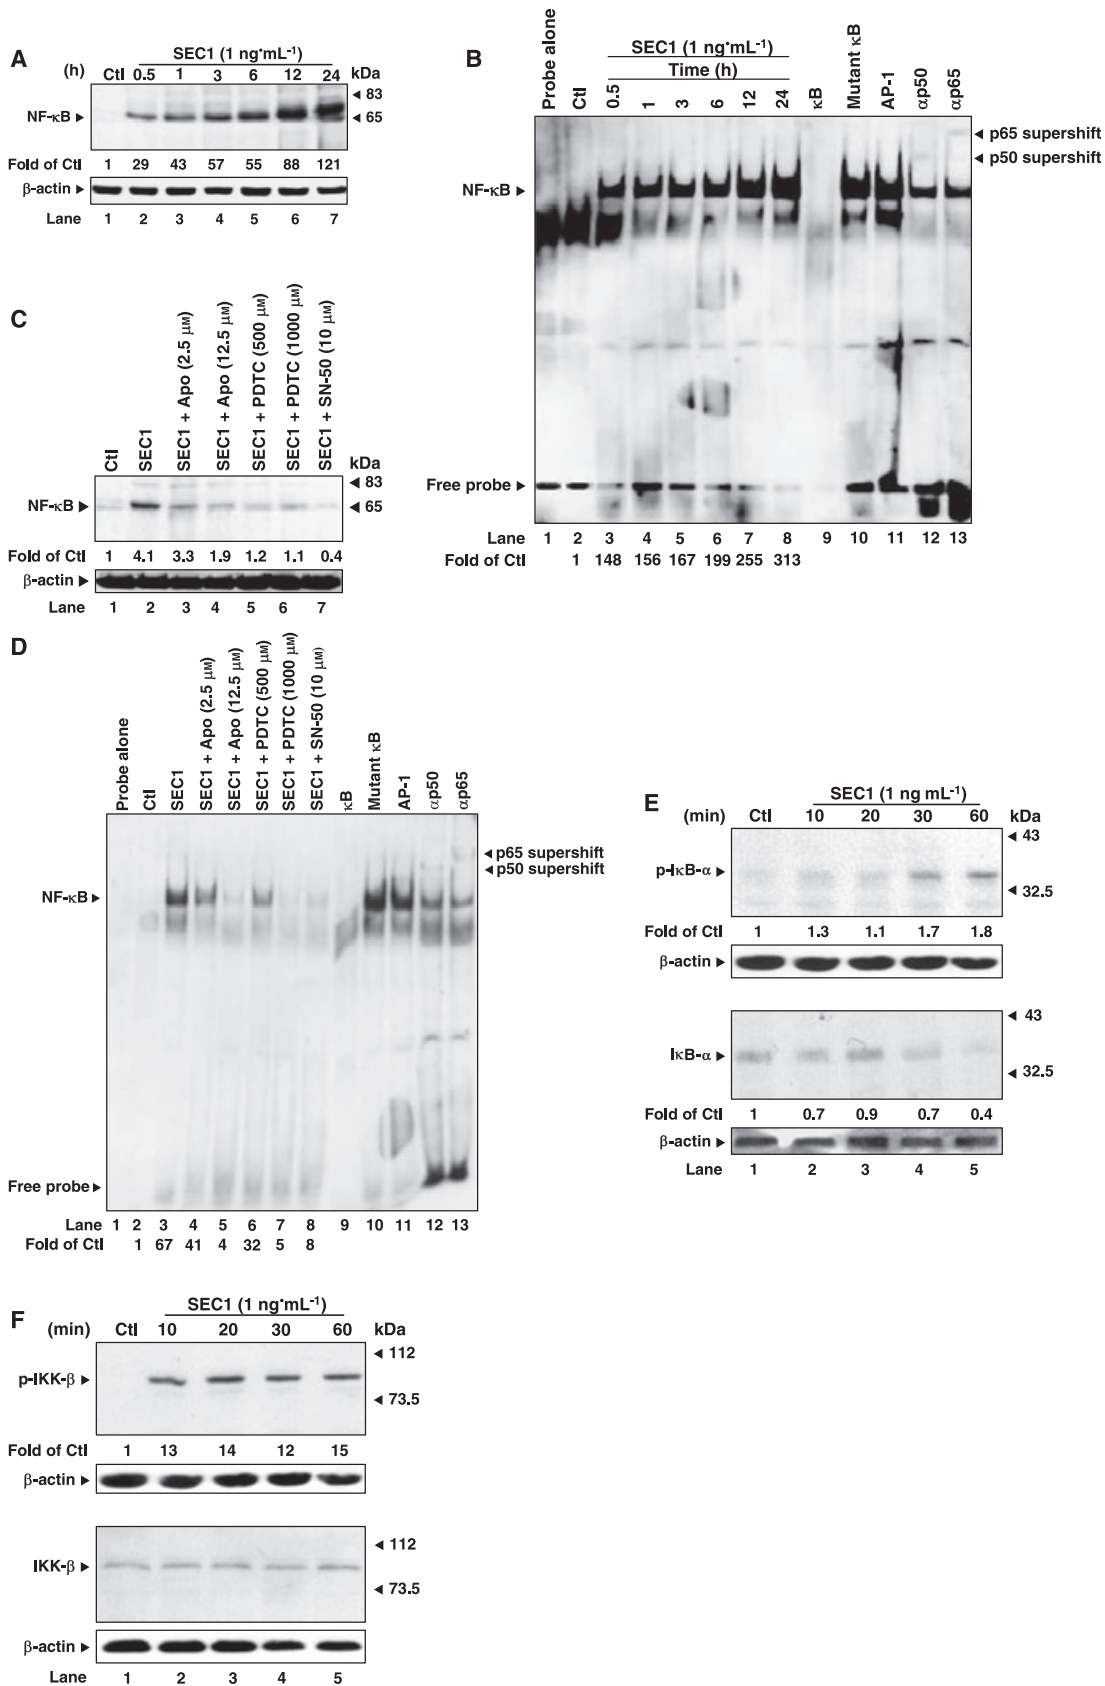 A
SEC1 (1 ng·mL-1)
(h) Ctl 0.5 1 3 6 12 24 kDa
83
NF-κB 65
Fold of Ctl 1 29 43 57 55 88 121
β-actin
Lane 1 2 3 4 5 6 7
B
Probe alone
Ctl
SEC1 (1 ng·mL-1)
Time (h)
0.5 1 3 6 12 24
κB
Mutant κB
AP-1
αp50
αp65
p65 supershift
p50 supershift
NF-κB
Free probe
Lane 1 2 3 4 5 6 7 8 9 10 11 12 13
Fold of Ctl 1 148 156 167 199 255 313
C
Ctl
SEC1
SEC1 + Apo (2.5 μM)
SEC1 + Apo (12.5 μM)
SEC1 + PDTC (500 μM)
SEC1 + PDTC (1000 μM)
SEC1 + SN-50 (10 μM)
kDa
83
NF-κB 65
Fold of Ctl 1 4.1 3.3 1.9 1.2 1.1 0.4
β-actin
Lane 1 2 3 4 5 6 7
D
Probe alone
Ctl
SEC1
SEC1 + Apo (2.5 μM)
SEC1 + Apo (12.5 μM)
SEC1 + PDTC (500 μM)
SEC1 + PDTC (1000 μM)
SEC1 + SN-50 (10 μM)
κB
Mutant κB
AP-1
αp50
αp65
p65 supershift
p50 supershift
NF-κB
Free probe
Lane 1 2 3 4 5 6 7 8 9 10 11 12 13
Fold of Ctl 1 67 41 4 32 5 8
E
SEC1 (1 ng mL-1)
(min) Ctl 10 20 30 60 kDa
43
p-IκB-α
32.5
Fold of Ctl 1 1.3 1.1 1.7 1.8
β-actin
43
IκB-α
32.5
Fold of Ctl 1 0.7 0.9 0.7 0.4
β-actin
Lane 1 2 3 4 5
F
SEC1 (1 ng·mL-1)
(min) Ctl 10 20 30 60 kDa
112
p-IKK-β
73.5
Fold of Ctl 1 13 14 12 15
β-actin
112
IKK-β
73.5
β-actin
Lane 1 2 3 4 5